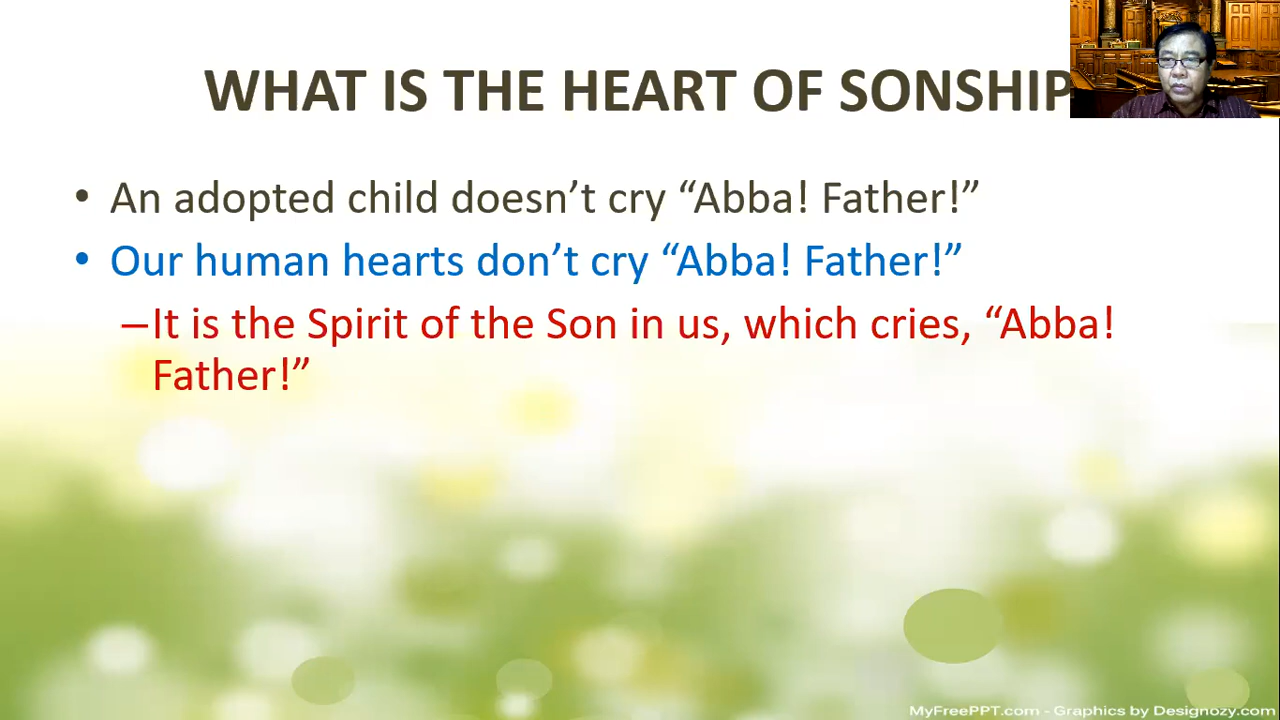 WHAT IS THE HEART OF SONSHIP
• An adopted child doesn’t cry “Abba! Father!”
• Our human hearts don’t cry “Abba! Father!”
–It is the Spirit of the Son in us, which cries, “Abba!
Father!”
MyFreePPT.com - Graphics by Designozy.com